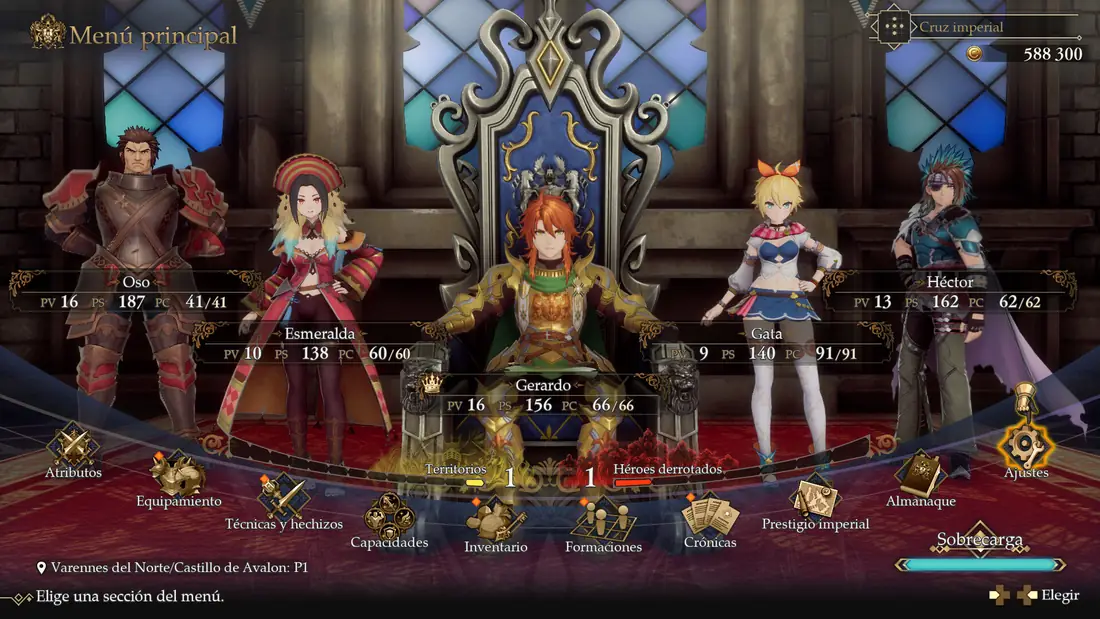 Menú principal
Cruz imperial
588 300
Oso
PV 16 PS 187 PC 41/41
Héctor
PV 13 PS 162 PC 62/62
Esmeralda
PV 10 PS 138 PC 60/60
Gata
PV 9 PS 140 PC 91/91
Gerardo
PV 16 PS 156 PC 66/66
Territorios 1
1 Héroes derrotados
Atributos
Equipamiento
Técnicas y hechizos
Capacidades
Inventario
Formaciones
Crónicas
Prestigio imperial
Almanaque
Ajustes
Sobrecarga
Varennes del Norte/Castillo de Avalon: P1
Elige una sección del menú.
Elegir